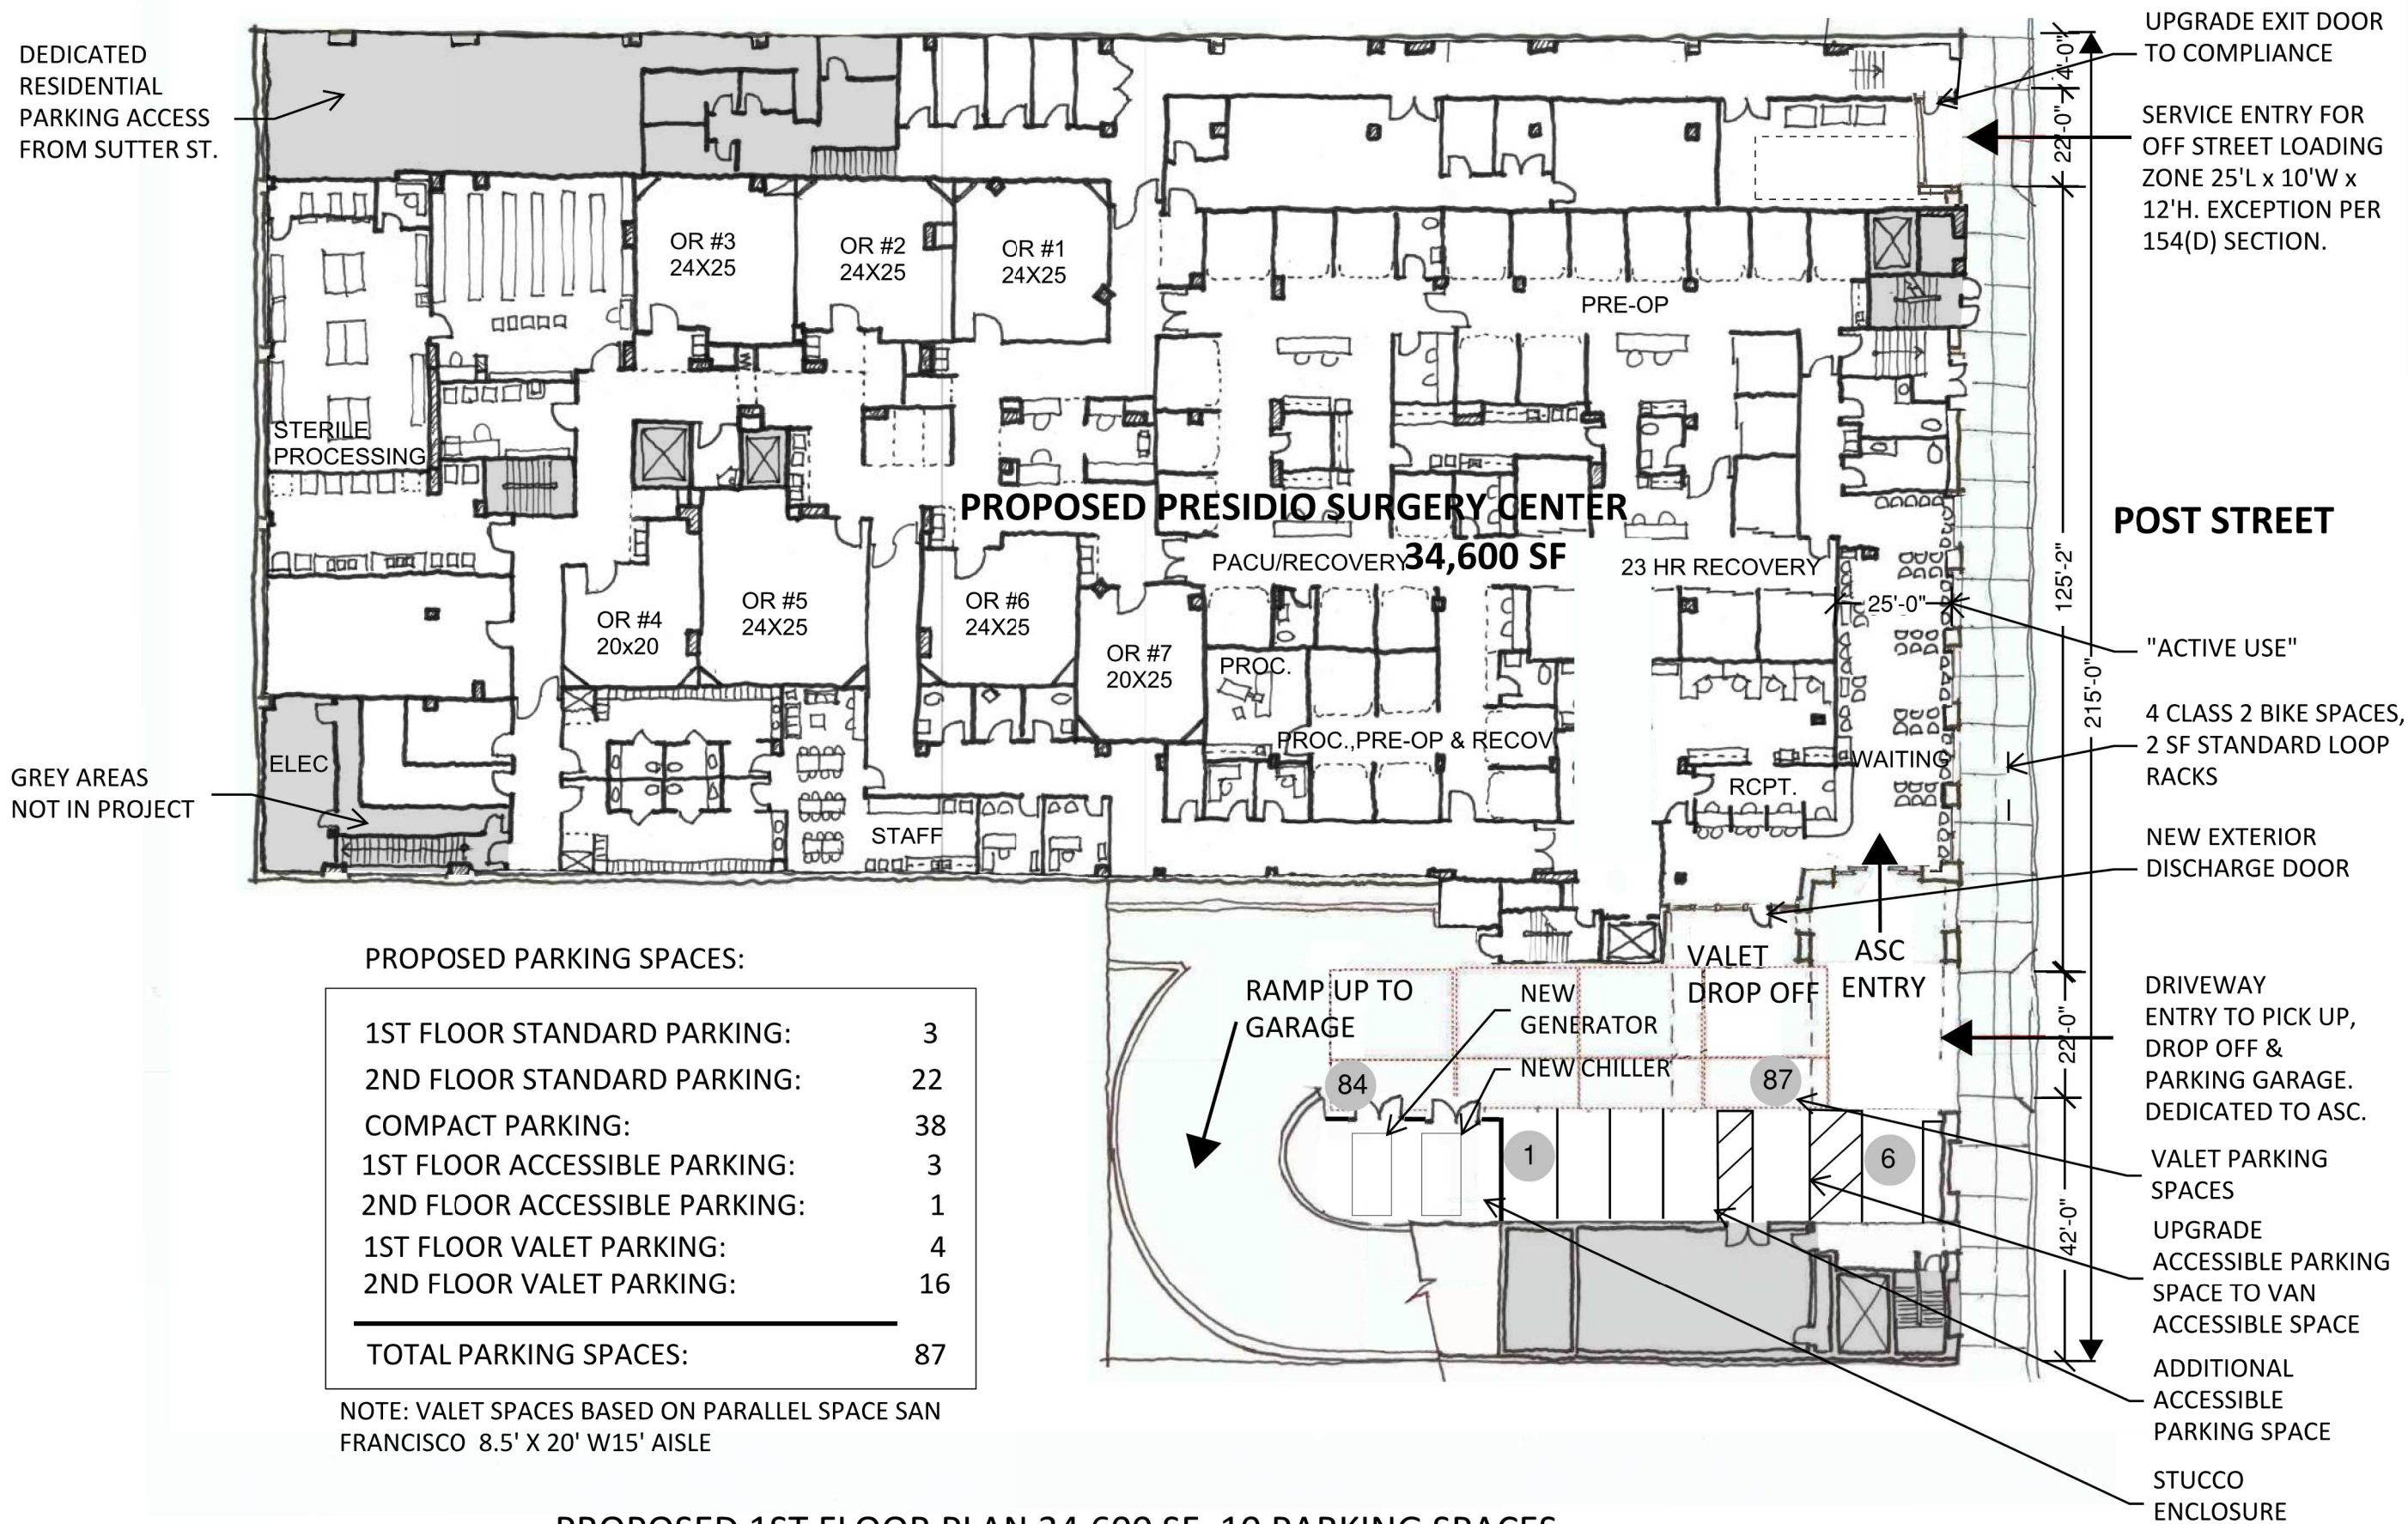 DEDICATED
RESIDENTIAL
PARKING ACCESS
FROM SUTTER ST.
GREY AREAS
NOT IN PROJECT
OR #3
24X25
OR #2
24X25
OR #1
24X25
PRE-OP
STERILE
PROCESSING
PROPOSED PRESIDIO SURGERY CENTER
34,600 SF
PACU/RECOVERY
23 HR RECOVERY
25'-0"
OR #4
20x20
OR #5
24X25
OR #6
24X25
OR #7
20X25
PROC.
PROC.,PRE-OP & RECOV
ELEC
STAFF
RCPT.
WAITING
VALET
DROP OFF
ASC
ENTRY
RAMP UP TO
GARAGE
NEW
GENERATOR
NEW CHILLER
84
87
1
6
4'-0"
22'-0"
125'-2"
215'-0"
22'-0"
42'-0"
UPGRADE EXIT DOOR
TO COMPLIANCE
SERVICE ENTRY FOR
OFF STREET LOADING
ZONE 25'L x 10'W x
12'H. EXCEPTION PER
154(D) SECTION.
POST STREET
"ACTIVE USE"
4 CLASS 2 BIKE SPACES,
2 SF STANDARD LOOP
RACKS
NEW EXTERIOR
DISCHARGE DOOR
DRIVEWAY
ENTRY TO PICK UP,
DROP OFF &
PARKING GARAGE.
DEDICATED TO ASC.
VALET PARKING
SPACES
UPGRADE
ACCESSIBLE PARKING
SPACE TO VAN
ACCESSIBLE SPACE
ADDITIONAL
ACCESSIBLE
PARKING SPACE
STUCCO
ENCLOSURE
PROPOSED PARKING SPACES:
1ST FLOOR STANDARD PARKING: 3
2ND FLOOR STANDARD PARKING: 22
COMPACT PARKING: 38
1ST FLOOR ACCESSIBLE PARKING: 3
2ND FLOOR ACCESSIBLE PARKING: 1
1ST FLOOR VALET PARKING: 4
2ND FLOOR VALET PARKING: 16
TOTAL PARKING SPACES: 87
NOTE: VALET SPACES BASED ON PARALLEL SPACE SAN
FRANCISCO 8.5' X 20' W15' AISLE
PROPOSED 1ST FLOOR PLAN 34,600 SF, 10 PARKING SPACES